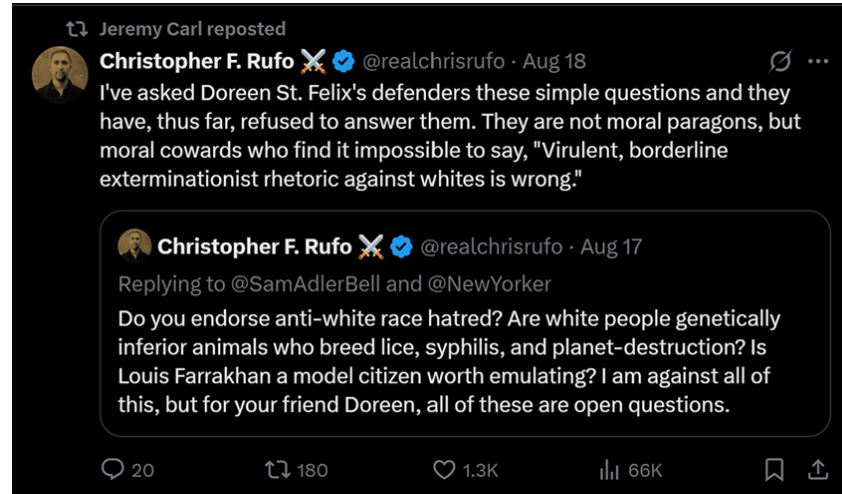 Jeremy Carl reposted
Christopher F. Rufo ⚔️ @realchrisrufo · Aug 18
I've asked Doreen St. Felix's defenders these simple questions and they
have, thus far, refused to answer them. They are not moral paragons, but
moral cowards who find it impossible to say, "Virulent, borderline
exterminationist rhetoric against whites is wrong."
Christopher F. Rufo ⚔️ @realchrisrufo · Aug 17
Replying to @SamAdlerBell and @NewYorker
Do you endorse anti-white race hatred? Are white people genetically
inferior animals who breed lice, syphilis, and planet-destruction? Is
Louis Farrakhan a model citizen worth emulating? I am against all of
this, but for your friend Doreen, all of these are open questions.
20 180 1.3K 66K